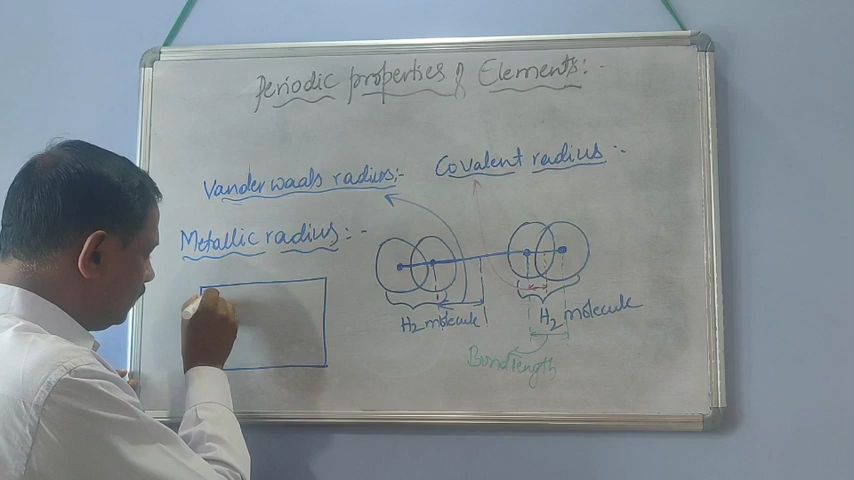 Periodic properties of Elements:-
Covalent radius:-
Vander waals radius:-
Metallic radius:-
H2 molecule
H2 molecule
Bond length